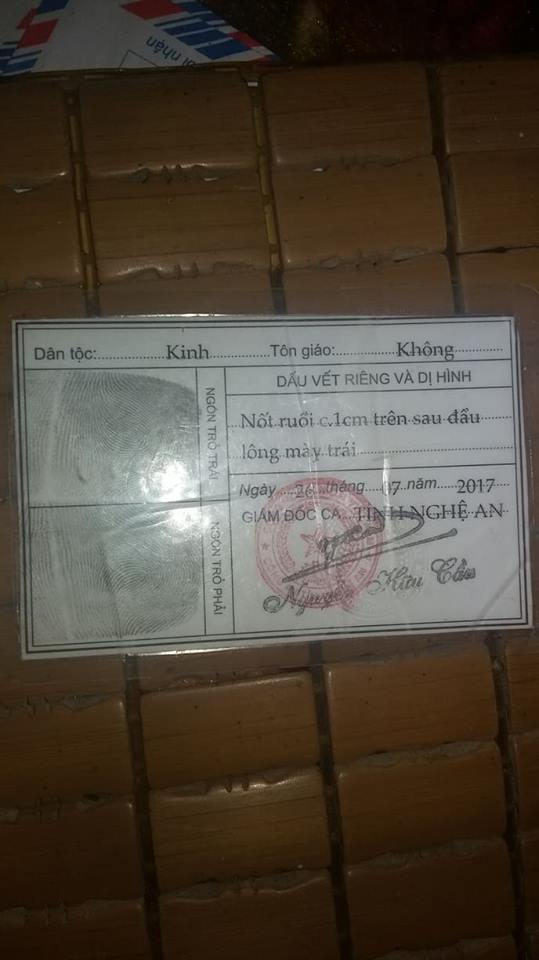 nhận
Dân tộc:..............Kinh..............Tôn giáo:..............Không..............
NGÓN TRỎ TRÁI
NGÓN TRỎ PHẢI
DẤU VẾT RIÊNG VÀ DỊ HÌNH
Nốt ruồi c.1cm trên sau đầu
lông mày trái
Ngày 26 tháng 07 năm 2017
GIÁM ĐỐC CA TỈNH NGHỆ AN
Nguyễn Hữu Cầu